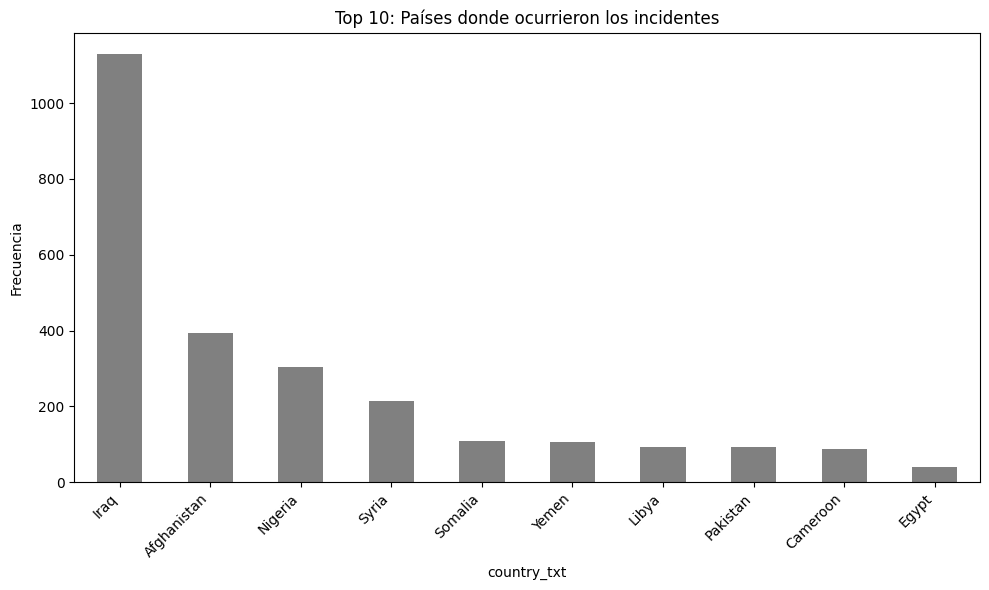 Top 10: Países donde ocurrieron los incidentes
Frecuencia
1000
800
600
400
200
0
Iraq
Afghanistan
Nigeria
Syria
Somalia
Yemen
Libya
Pakistan
Cameroon
Egypt
country_txt